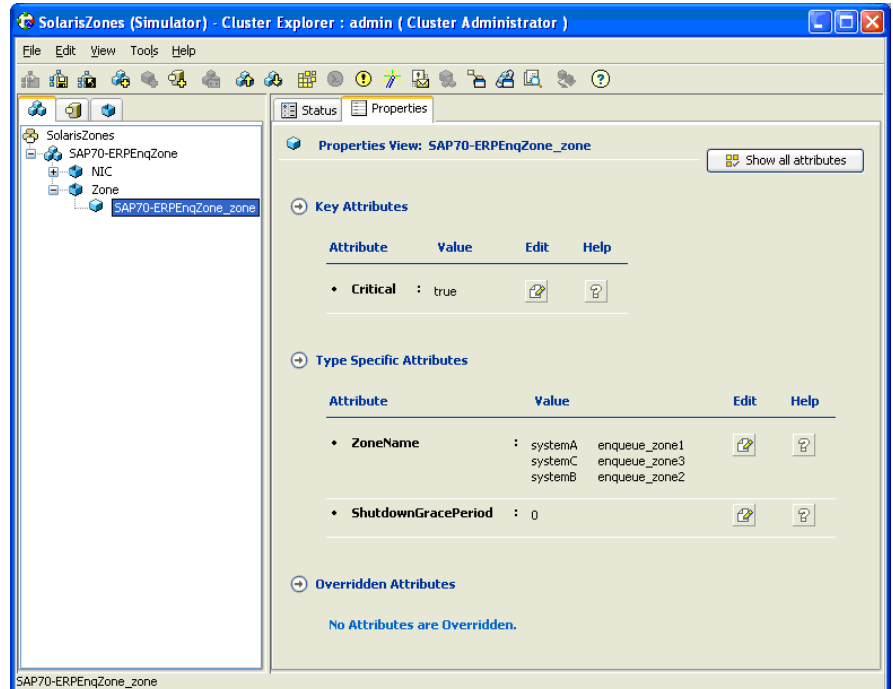 SolarisZones (Simulator) - Cluster Explorer : admin ( Cluster Administrator )
File Edit View Tools Help
Status Properties
SolarisZones
SAP70-ERPEnqZone
NIC
Zone
SAP70-ERPEnqZone_zone
Properties View: SAP70-ERPEnqZone_zone
Show all attributes
Key Attributes
Attribute Value Edit Help
• Critical : true
Type Specific Attributes
Attribute Value Edit Help
• ZoneName : systemA enqueue_zone1
systemC enqueue_zone3
systemB enqueue_zone2
• ShutdownGracePeriod : 0
Overridden Attributes
No Attributes are Overridden.
SAP70-ERPEnqZone_zone